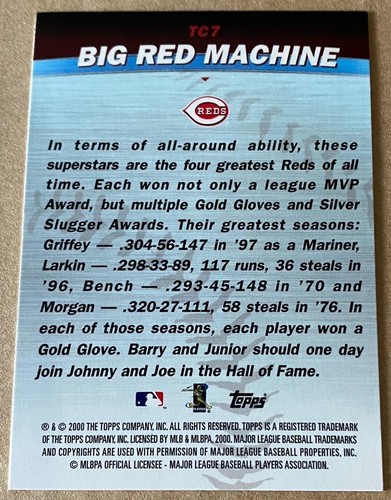 TC7
BIG RED MACHINE
REDS
In terms of all-around ability, these
superstars are the four greatest Reds of all
time. Each won not only a league MVP
Award, but multiple Gold Gloves and Silver
Slugger Awards. Their greatest seasons:
Griffey — .304-56-147 in '97 as a Mariner,
Larkin — .298-33-89, 117 runs, 36 steals in
'96, Bench — .293-45-148 in '70 and
Morgan — .320-27-111, 58 steals in '76. In
each of those seasons, each player won a
Gold Glove. Barry and Junior should one day
join Johnny and Joe in the Hall of Fame.
Topps
® & © 2000 THE TOPPS COMPANY, INC. ALL RIGHTS RESERVED. TOPPS IS A REGISTERED TRADEMARK
OF THE TOPPS COMPANY, INC. LICENSED BY MLB & MLBPA, 2000. MAJOR LEAGUE BASEBALL TRADEMARKS
AND COPYRIGHTS ARE USED WITH PERMISSION OF MAJOR LEAGUE BASEBALL PROPERTIES, INC.
© MLBPA OFFICIAL LICENSEE - MAJOR LEAGUE BASEBALL PLAYERS ASSOCIATION.